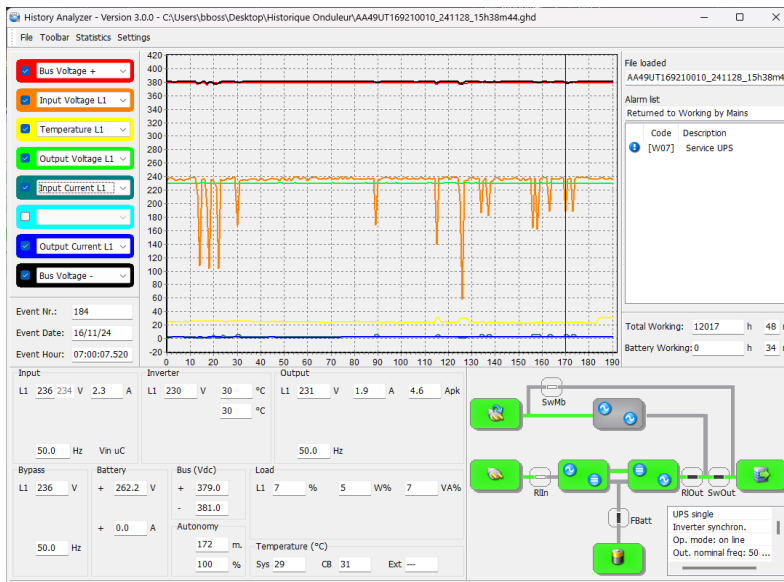 History Analyzer - Version 3.0.0 - C:\Users\bboss\Desktop\Historique Onduleur\AA49UT169210010_241128_15h38m44.ghd
File Toolbar Statistics Settings
Bus Voltage +
Input Voltage L1
Temperature L1
Output Voltage L1
Input Current L1
Output Current L1
Bus Voltage -
Event Nr.: 184
Event Date: 16/11/24
Event Hour: 07:00:07.520
420
400
380
360
340
320
300
280
260
240
220
200
180
160
140
120
100
80
60
40
20
0
-20
0 10 20 30 40 50 60 70 80 90 100 110 120 130 140 150 160 170 180 190
File loaded
AA49UT169210010_241128_15h38m4
Alarm list
Returned to Working by Mains
Code Description
[W07] Service UPS
Total Working: 12017 h 48
Battery Working: 0 h 34
Input
L1 236 234 V 2.3 A
50.0 Hz Vin uC
Inverter
L1 230 V 30 °C
30 °C
Output
L1 231 V 1.9 A 4.6 Apk
50.0 Hz
Bypass
L1 236 V
50.0 Hz
Battery
+ 262.2 V
+ 0.0 A
Bus (Vdc)
+ 379.0
- 381.0
Autonomy
172 m.
100 %
Load
L1 7 % 5 W% 7 VA%
Temperature (°C)
Sys 29 CB 31 Ext ---
SwMb
RlIn
RlOut SwOut
FBatt
UPS single
Inverter synchron.
Op. mode: on line
Out. nominal freq: 50 ...